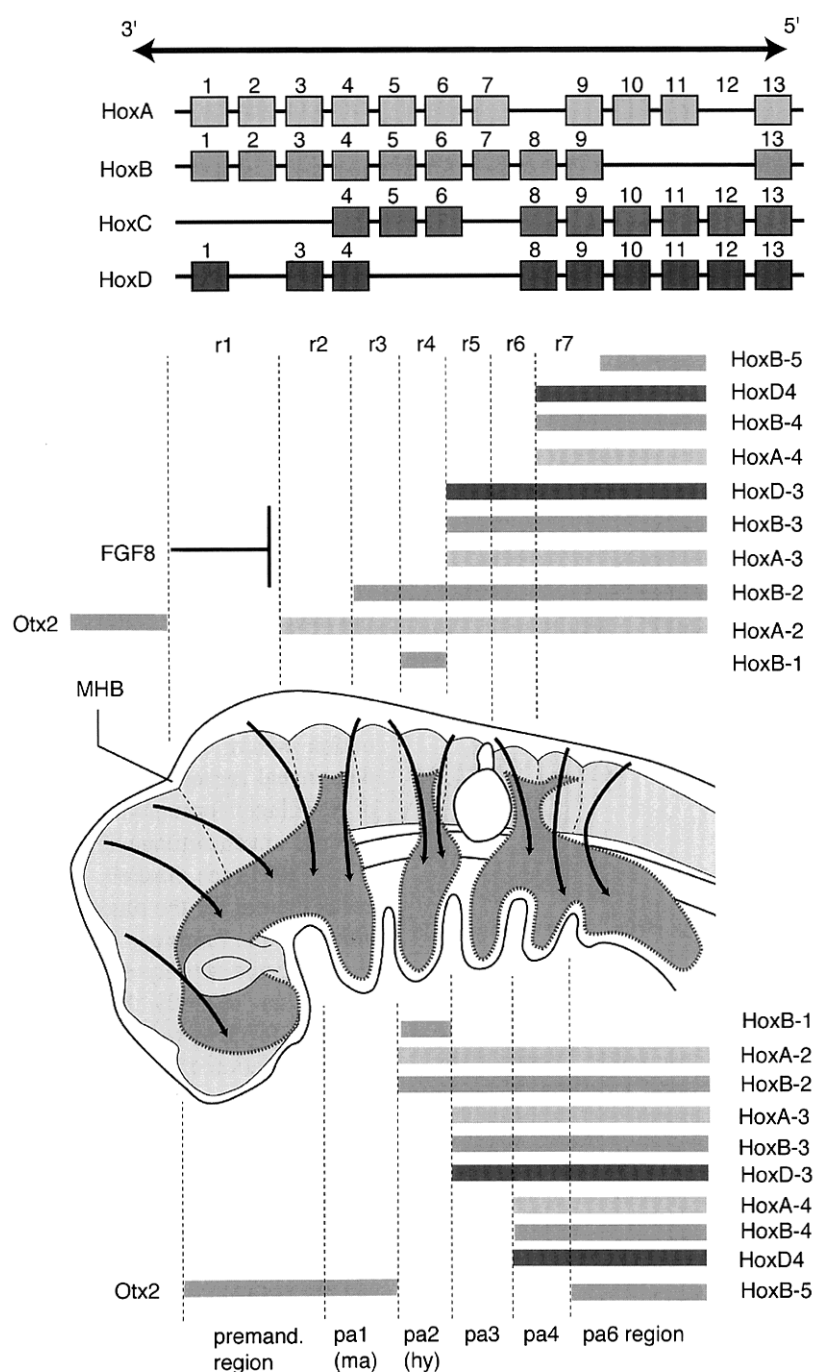 3' 5'
1 2 3 4 5 6 7 9 10 11 12 13
HoxA
1 2 3 4 5 6 7 8 9 13
HoxB
4 5 6 8 9 10 11 12 13
HoxC
1 3 4 8 9 10 11 12 13
HoxD
r1 r2 r3 r4 r5 r6 r7
HoxB-5
HoxD4
HoxB-4
HoxA-4
HoxD-3
HoxB-3
FGF8
HoxA-3
HoxB-2
Otx2
HoxA-2
HoxB-1
MHB
HoxB-1
HoxA-2
HoxB-2
HoxA-3
HoxB-3
HoxD-3
HoxA-4
HoxB-4
HoxD4
Otx2
HoxB-5
premand. pa1 pa2 pa3 pa4 pa6 region
region (ma) (hy)